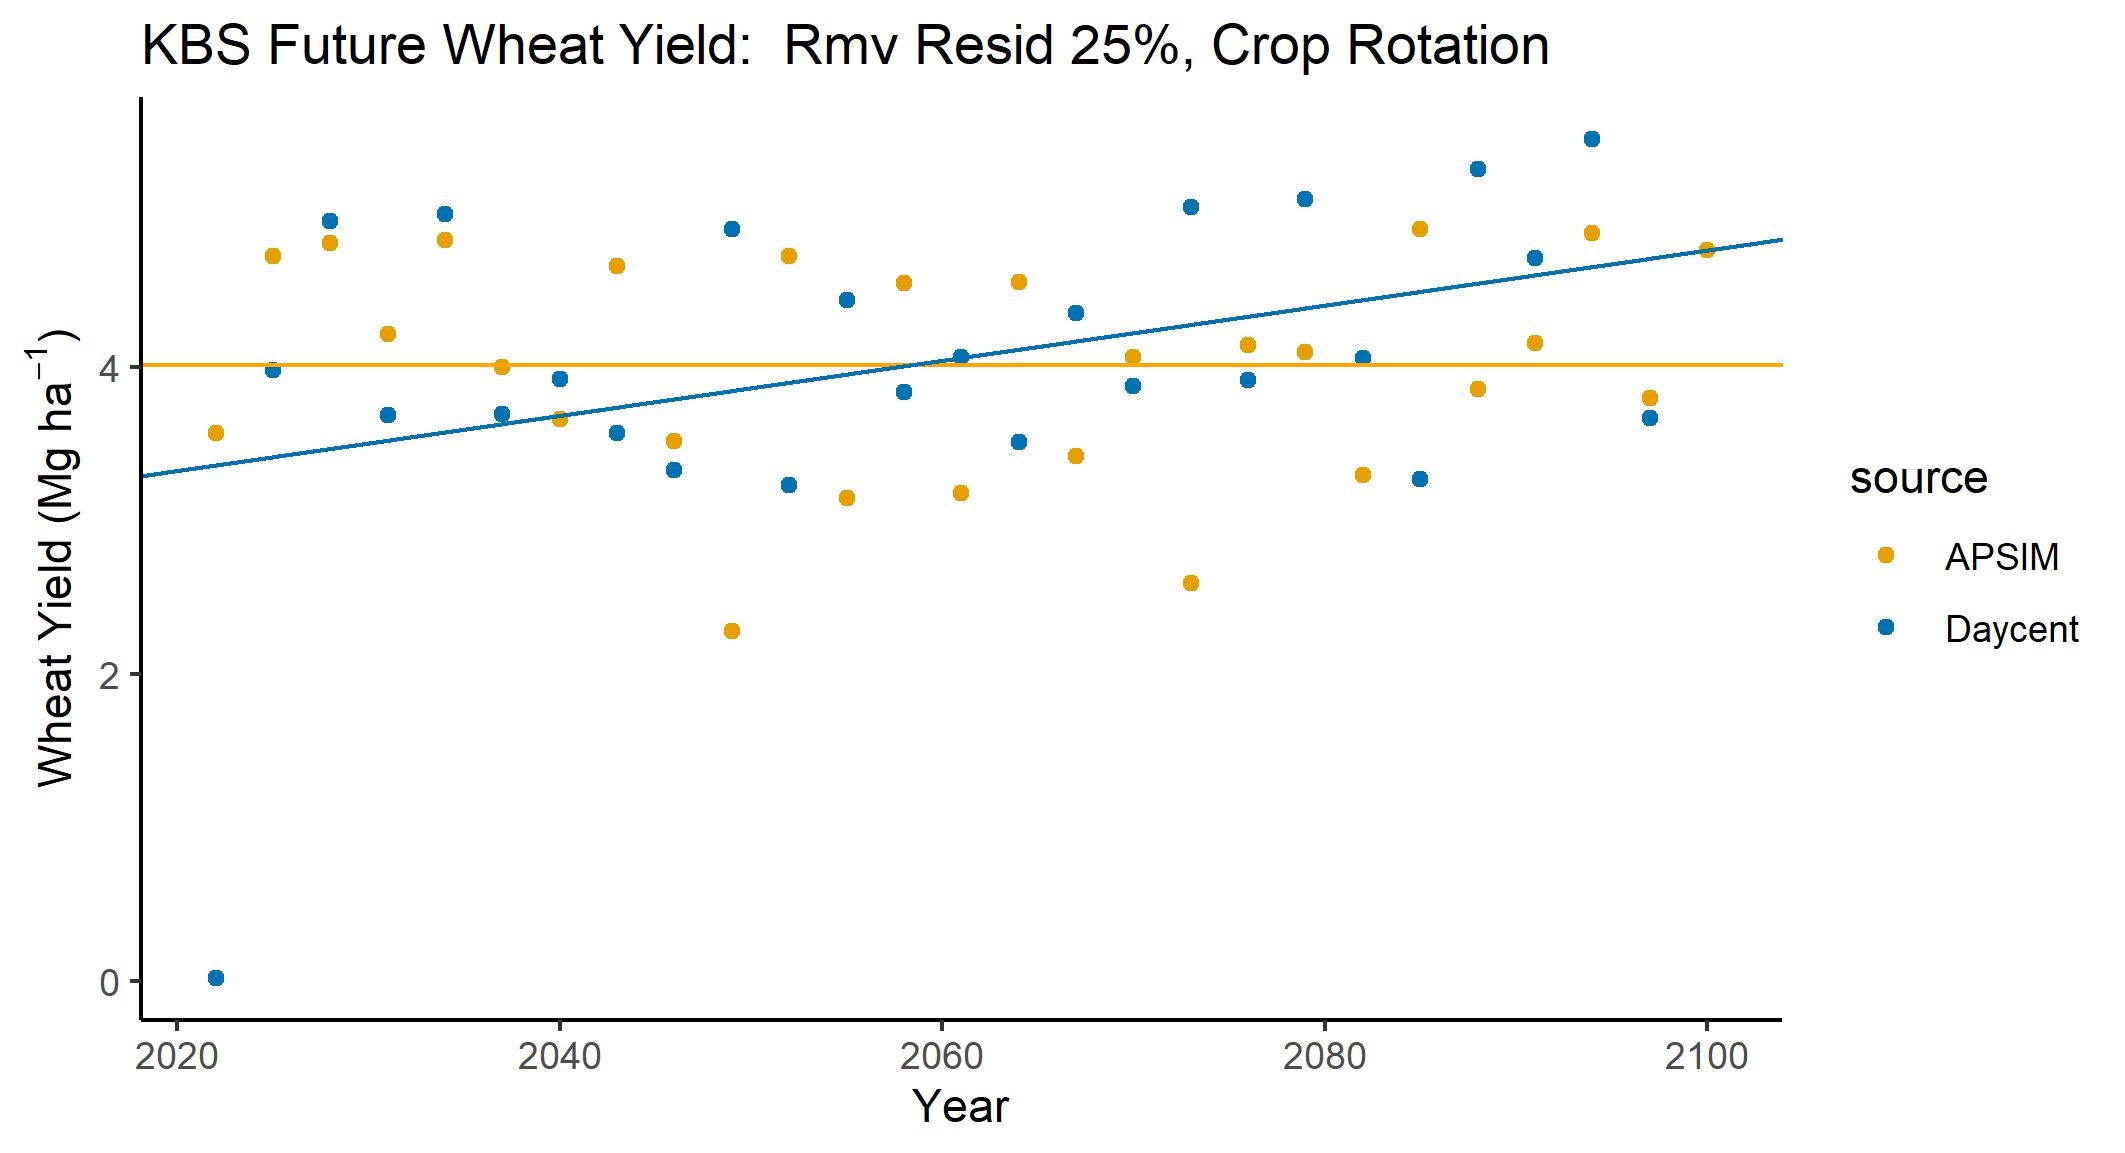 KBS Future Wheat Yield:  Rmv Resid 25%, Crop Rotation
Wheat Yield (Mg ha⁻¹)
4
2
0
2020 2040 2060 2080 2100
Year
source
APSIM
Daycent